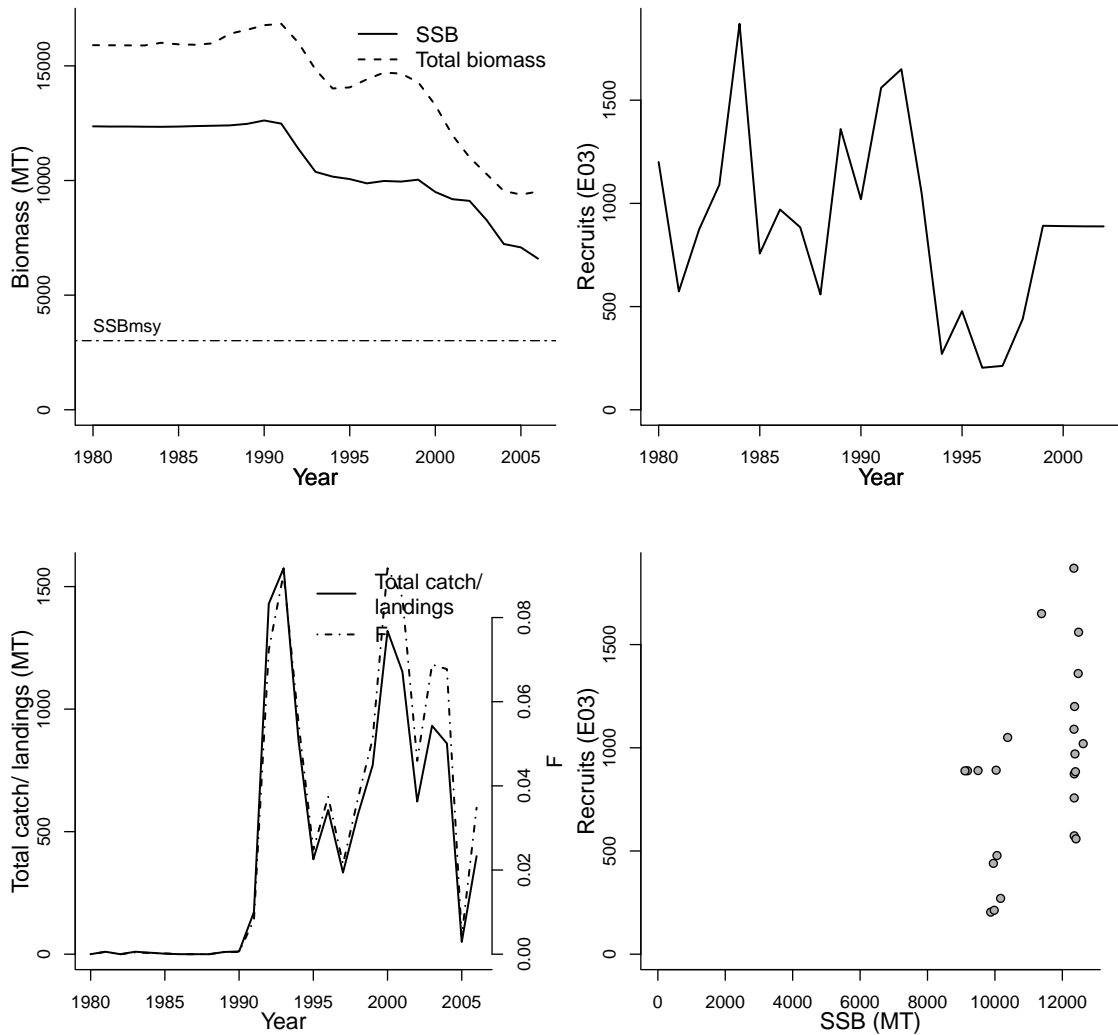 SSB
Total biomass
SSBmsy
Biomass (MT)
0
5000
10000
15000
1980 1985 1990 1995 2000 2005
Year
Recruits (E03)
0
500
1000
1500
1980 1985 1990 1995 2000
Year
Total catch/
landings
F
Total catch/ landings (MT)
0
500
1000
1500
0.00
0.02
0.04
0.06
0.08
F
1980 1985 1990 1995 2000 2005
Year
Recruits (E03)
0
500
1000
1500
0 2000 4000 6000 8000 10000 12000
SSB (MT)